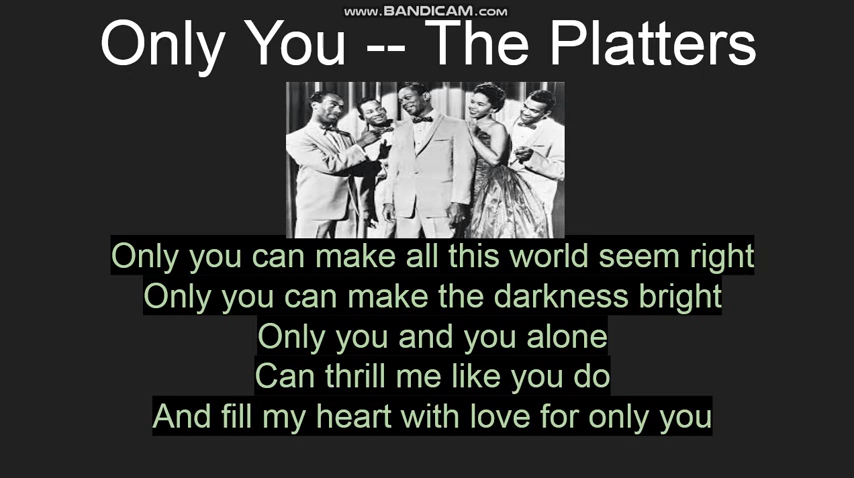 www.BANDICAM.com
Only You -- The Platters
Only you can make all this world seem right
Only you can make the darkness bright
Only you and you alone
Can thrill me like you do
And fill my heart with love for only you